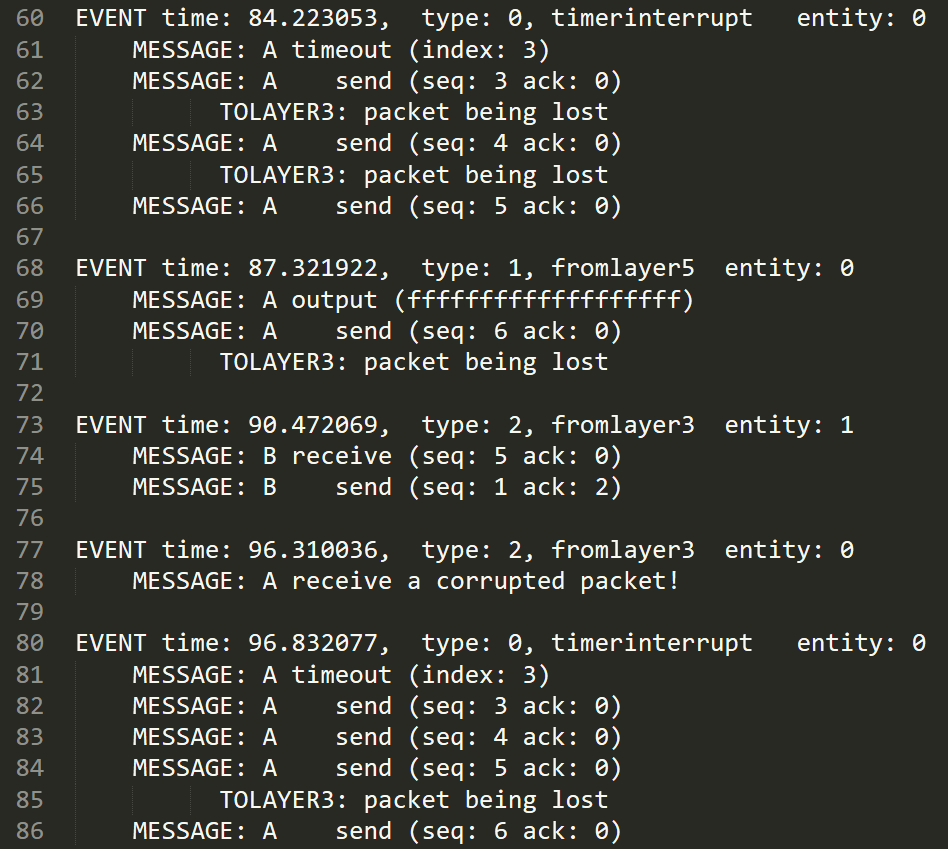 60 EVENT time: 84.223053,  type: 0, timerinterrupt   entity: 0
61     MESSAGE: A timeout (index: 3)
62     MESSAGE: A    send (seq: 3 ack: 0)
63           TOLAYER3: packet being lost
64     MESSAGE: A    send (seq: 4 ack: 0)
65           TOLAYER3: packet being lost
66     MESSAGE: A    send (seq: 5 ack: 0)
67
68 EVENT time: 87.321922,  type: 1, fromlayer5  entity: 0
69     MESSAGE: A output (fffffffffffffffffff)
70     MESSAGE: A    send (seq: 6 ack: 0)
71           TOLAYER3: packet being lost
72
73 EVENT time: 90.472069,  type: 2, fromlayer3  entity: 1
74     MESSAGE: B receive (seq: 5 ack: 0)
75     MESSAGE: B    send (seq: 1 ack: 2)
76
77 EVENT time: 96.310036,  type: 2, fromlayer3  entity: 0
78     MESSAGE: A receive a corrupted packet!
79
80 EVENT time: 96.832077,  type: 0, timerinterrupt   entity: 0
81     MESSAGE: A timeout (index: 3)
82     MESSAGE: A    send (seq: 3 ack: 0)
83     MESSAGE: A    send (seq: 4 ack: 0)
84     MESSAGE: A    send (seq: 5 ack: 0)
85           TOLAYER3: packet being lost
86     MESSAGE: A    send (seq: 6 ack: 0)